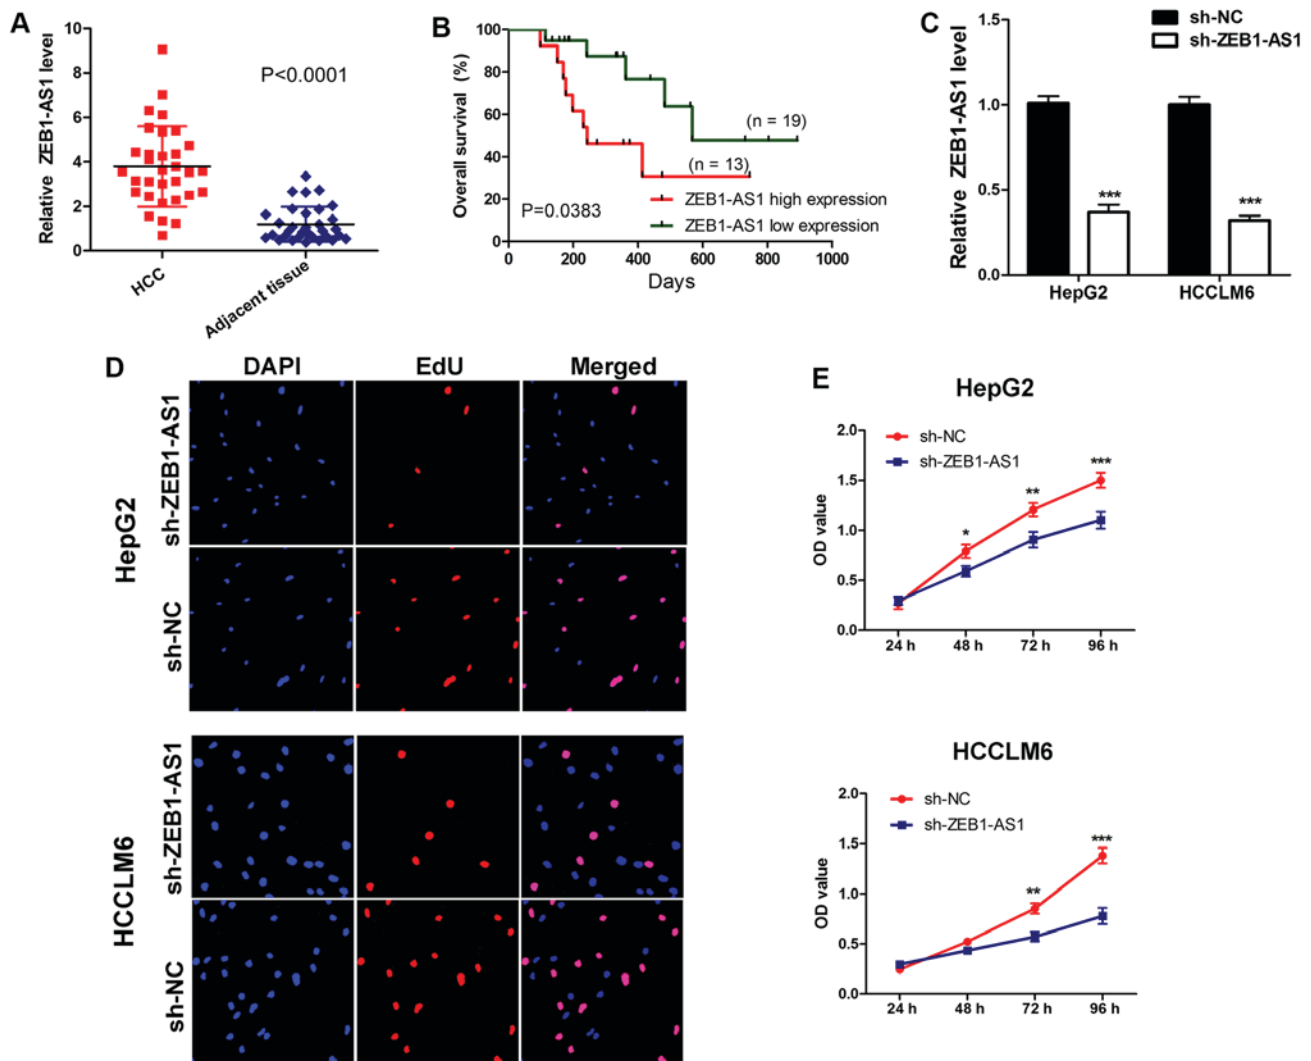 A
Relative ZEB1-AS1 level
10
8
6
4
2
0
P<0.0001
HCC
Adjacent tissue
B
Overall survival (%)
100
80
60
40
20
0
(n = 19)
(n = 13)
ZEB1-AS1 high expression
ZEB1-AS1 low expression
P=0.0383
0 200 400 600 800 1000
Days
C
Relative ZEB1-AS1 level
sh-NC
sh-ZEB1-AS1
1.5
1.0
0.5
0.0
*** ***
HepG2 HCCLM6
D
DAPI EdU Merged
HepG2
sh-ZEB1-AS1
sh-NC
HCCLM6
sh-ZEB1-AS1
sh-NC
E
HepG2
OD value
2.0
1.5
1.0
0.5
0.0
sh-NC
sh-ZEB1-AS1
* ** ***
24 h 48 h 72 h 96 h
HCCLM6
OD value
2.0
1.5
1.0
0.5
0.0
sh-NC
sh-ZEB1-AS1
** ***
24 h 48 h 72 h 96 h